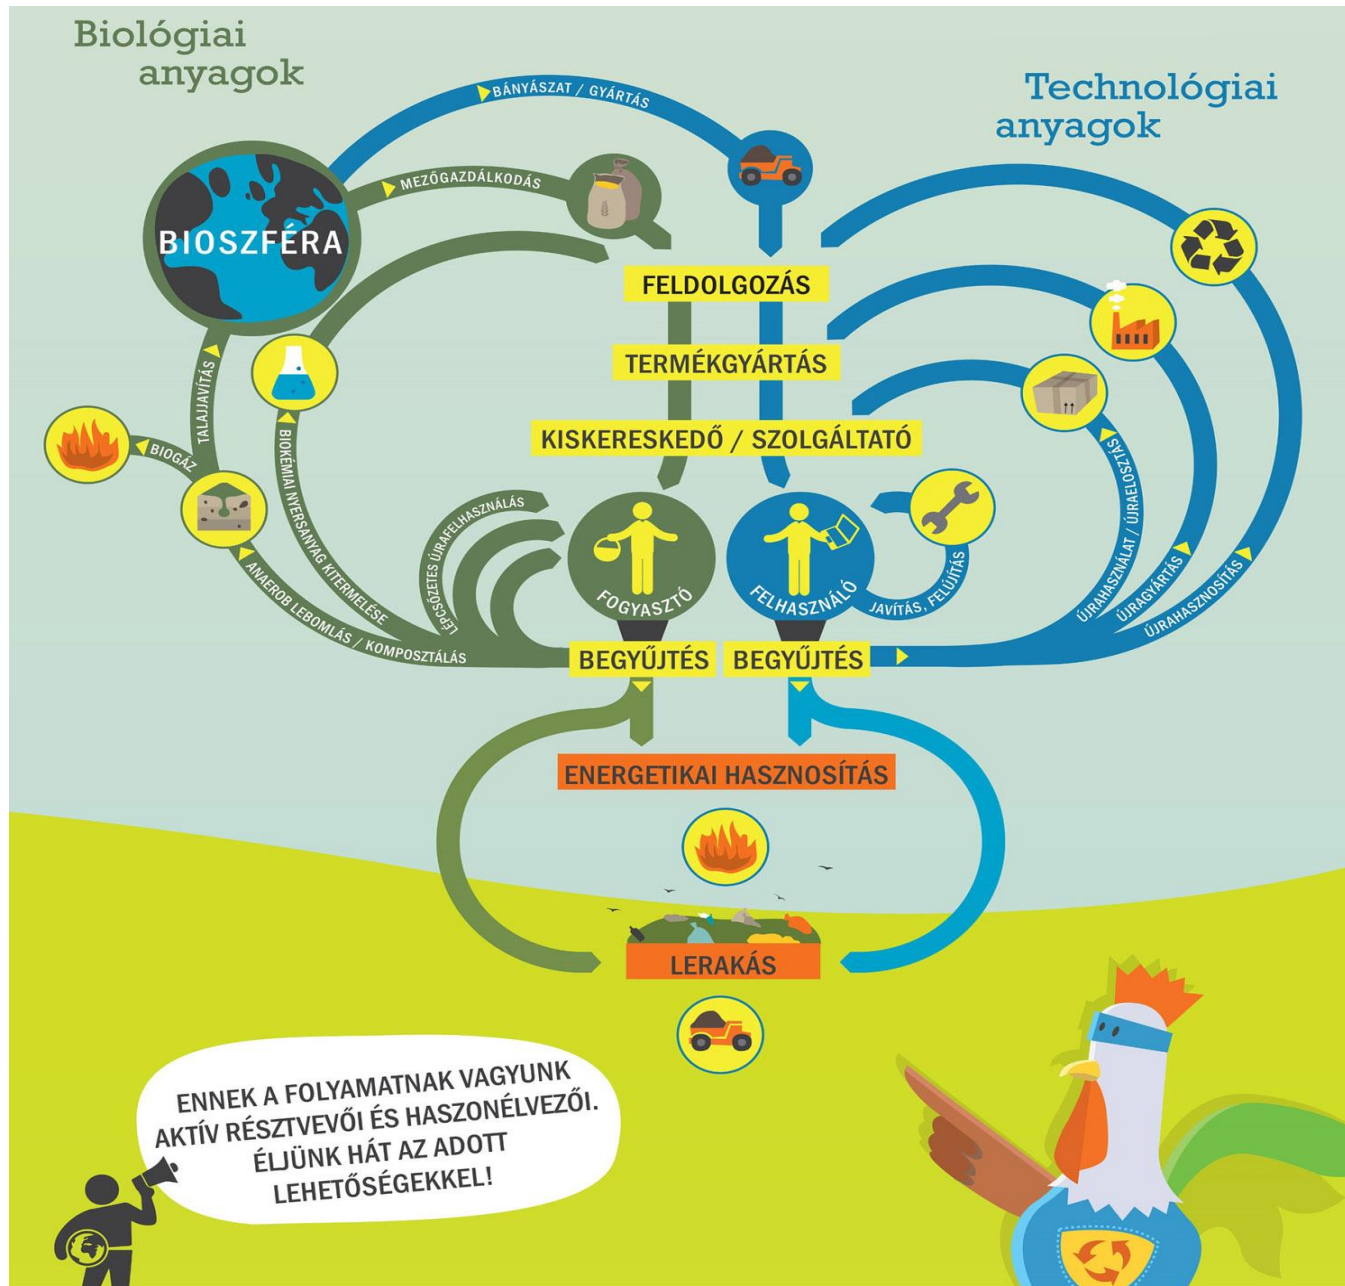 Biológiai
anyagok
Technológiai
anyagok
BÁNYÁSZAT / GYÁRTÁS
MEZŐGAZDÁLKODÁS
BIOSZFÉRA
FELDOLGOZÁS
TERMÉKGYÁRTÁS
KISKERESKEDŐ / SZOLGÁLTATÓ
TALAJJAVÍTÁS
BIOGÁZ
BIOKÉMIAI NYERSANYAG KITERMELÉSE
ANAEROB LEBOMLÁS / KOMPOSZTÁLÁS
LÉPCSŐZETES ÚJRAFELHASZNÁLÁS
FOGYASZTÓ
FELHASZNÁLÓ
JAVÍTÁS, FELÚJÍTÁS
ÚJRAHASZNÁLAT / ÚJRAELOSZTÁS
ÚJRAGYÁRTÁS
ÚJRAHASZNOSÍTÁS
BEGYŰJTÉS
BEGYŰJTÉS
ENERGETIKAI HASZNOSÍTÁS
LERAKÁS
ENNEK A FOLYAMATNAK VAGYUNK
AKTÍV RÉSZTVEVŐI ÉS HASZONÉLVEZŐI.
ÉLJÜNK HÁT AZ ADOTT
LEHETŐSÉGEKKEL!